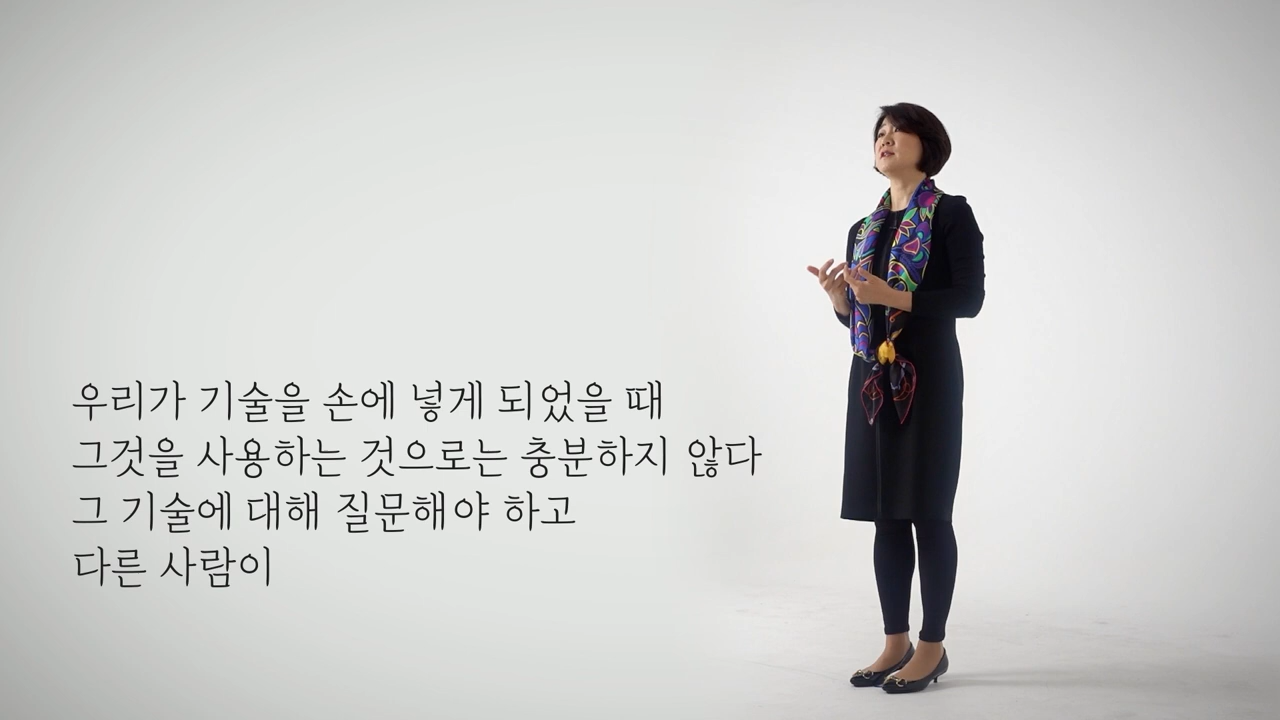 우리가 기술을 손에 넣게 되었을 때
그것을 사용하는 것으로는 충분하지 않다
그 기술에 대해 질문해야 하고
다른 사람이